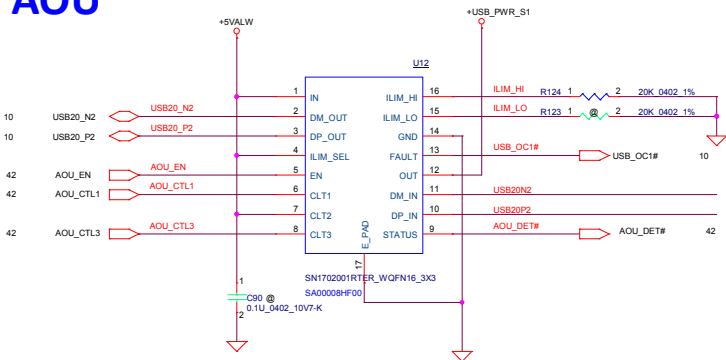 AOU
+5VALW
+USB_PWR_S1
U12
1 IN
ILIM_HI 16
ILIM_HI
R124 1 2 20K_0402_1%
10 USB20_N2
USB20_N2
2 DM_OUT
ILIM_LO 15
ILIM_LO
R123 1 @ 2 20K_0402_1%
10 USB20_P2
USB20_P2
3 DP_OUT
GND 14
4 ILIM_SEL
FAULT 13
USB_OC1#
USB_OC1# 10
42 AOU_EN
AOU_EN
5 EN
OUT 12
42 AOU_CTL1
AOU_CTL1
6 CLT1
DM_IN 11
USB20N2
7 CLT2
DP_IN 10
USB20P2
42 AOU_CTL3
AOU_CTL3
8 CLT3
STATUS 9
AOU_DET#
AOU_DET# 42
E_PAD
17
SN1702001RTER_WQFN16_3X3
SA00008HF00
1
C90 @
0.1U_0402_10V7-K
2